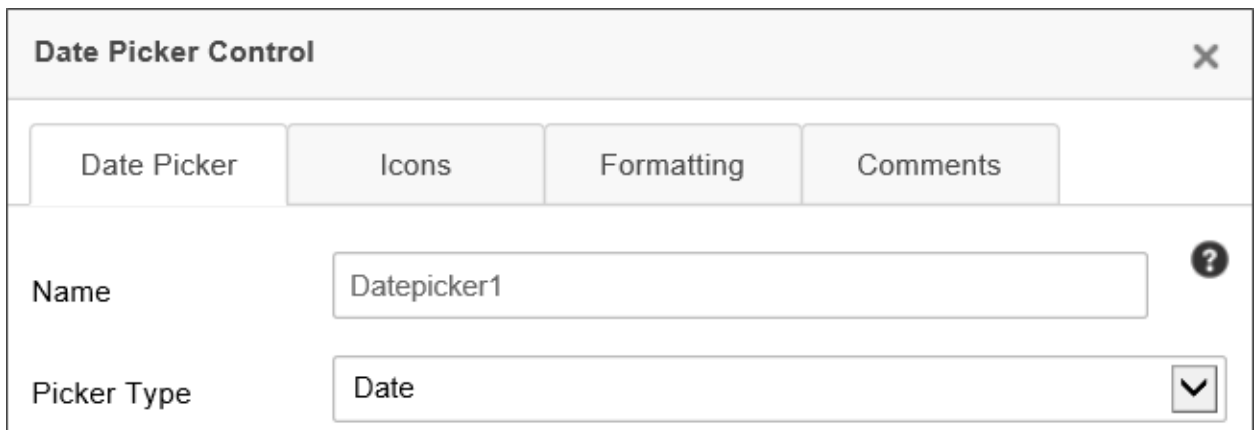 Date Picker Control
Date Picker Icons Formatting Comments
Name Datepicker1
Picker Type Date